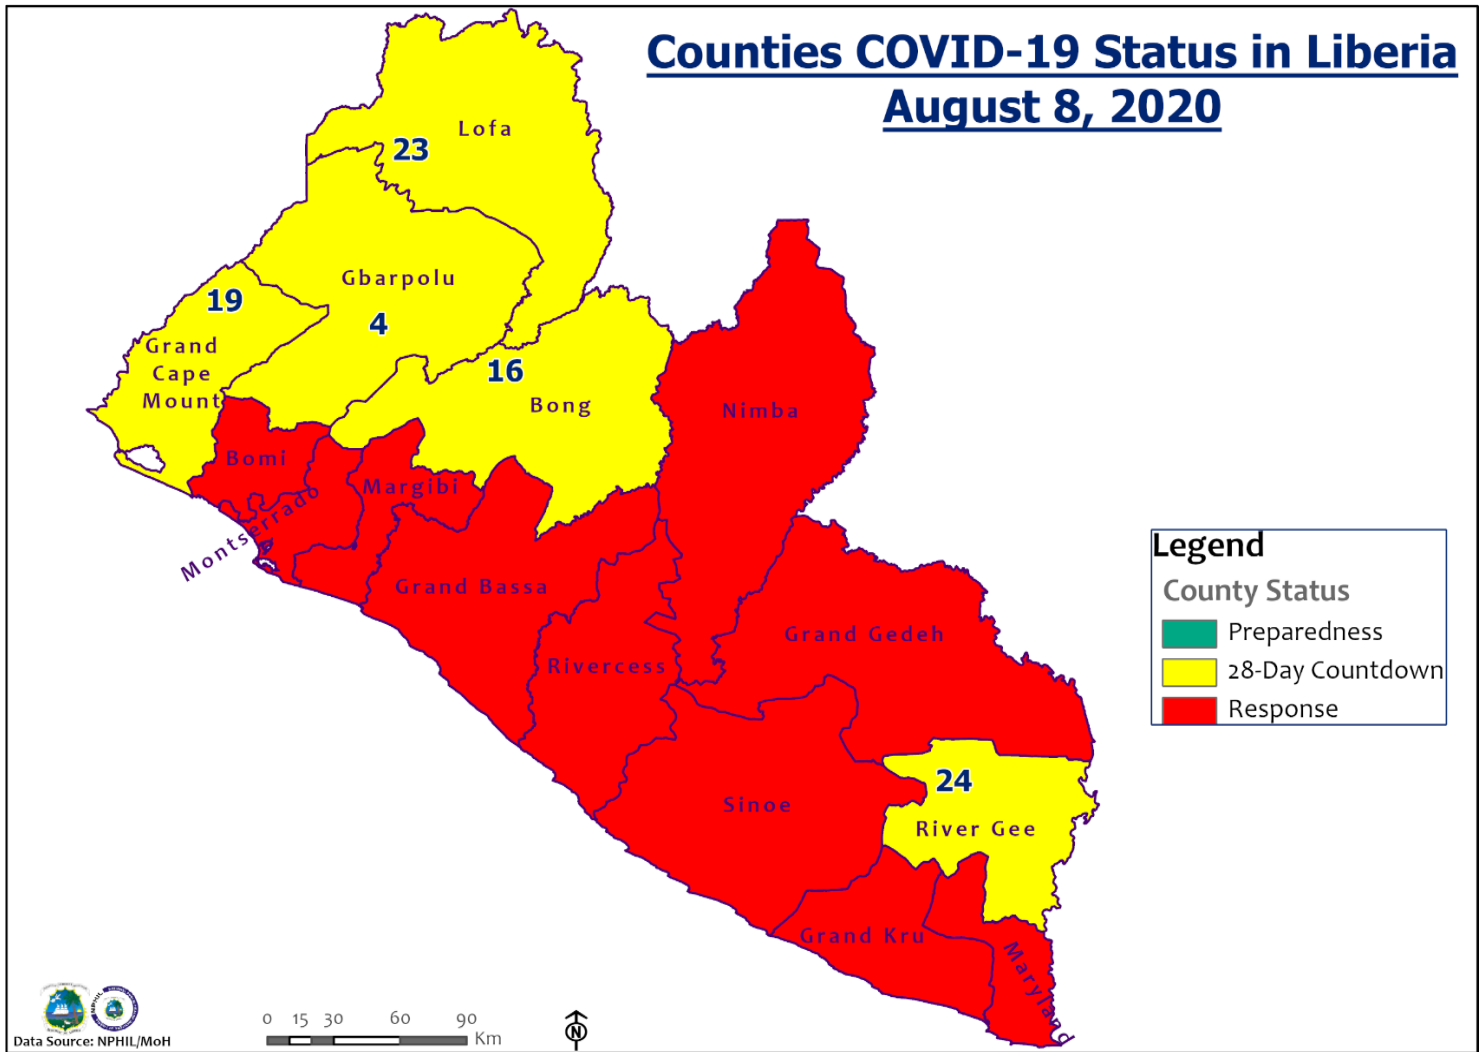 Counties COVID-19 Status in Liberia
August 8, 2020
Lofa
23
Gbarpolu
4
19
Grand
Cape
Mount
16
Bong
Nimba
Bomi
Margibi
Montserrado
Grand Bassa
Rivercess
Grand Gedeh
Sinoe
24
River Gee
Grand Kru
Maryland
Legend
County Status
Preparedness
28-Day Countdown
Response
NPHIL
Data Source: NPHIL/MoH
0 15 30 60 90
Km
N